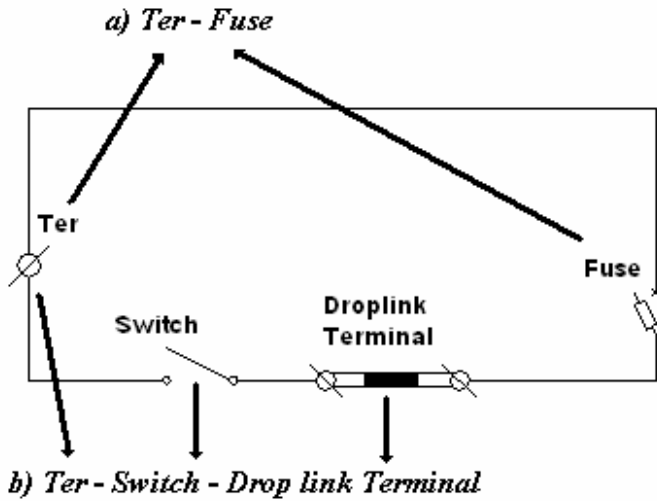 a) Ter - Fuse
Ter
Fuse
Droplink
Terminal
Switch
b) Ter - Switch - Drop link Terminal